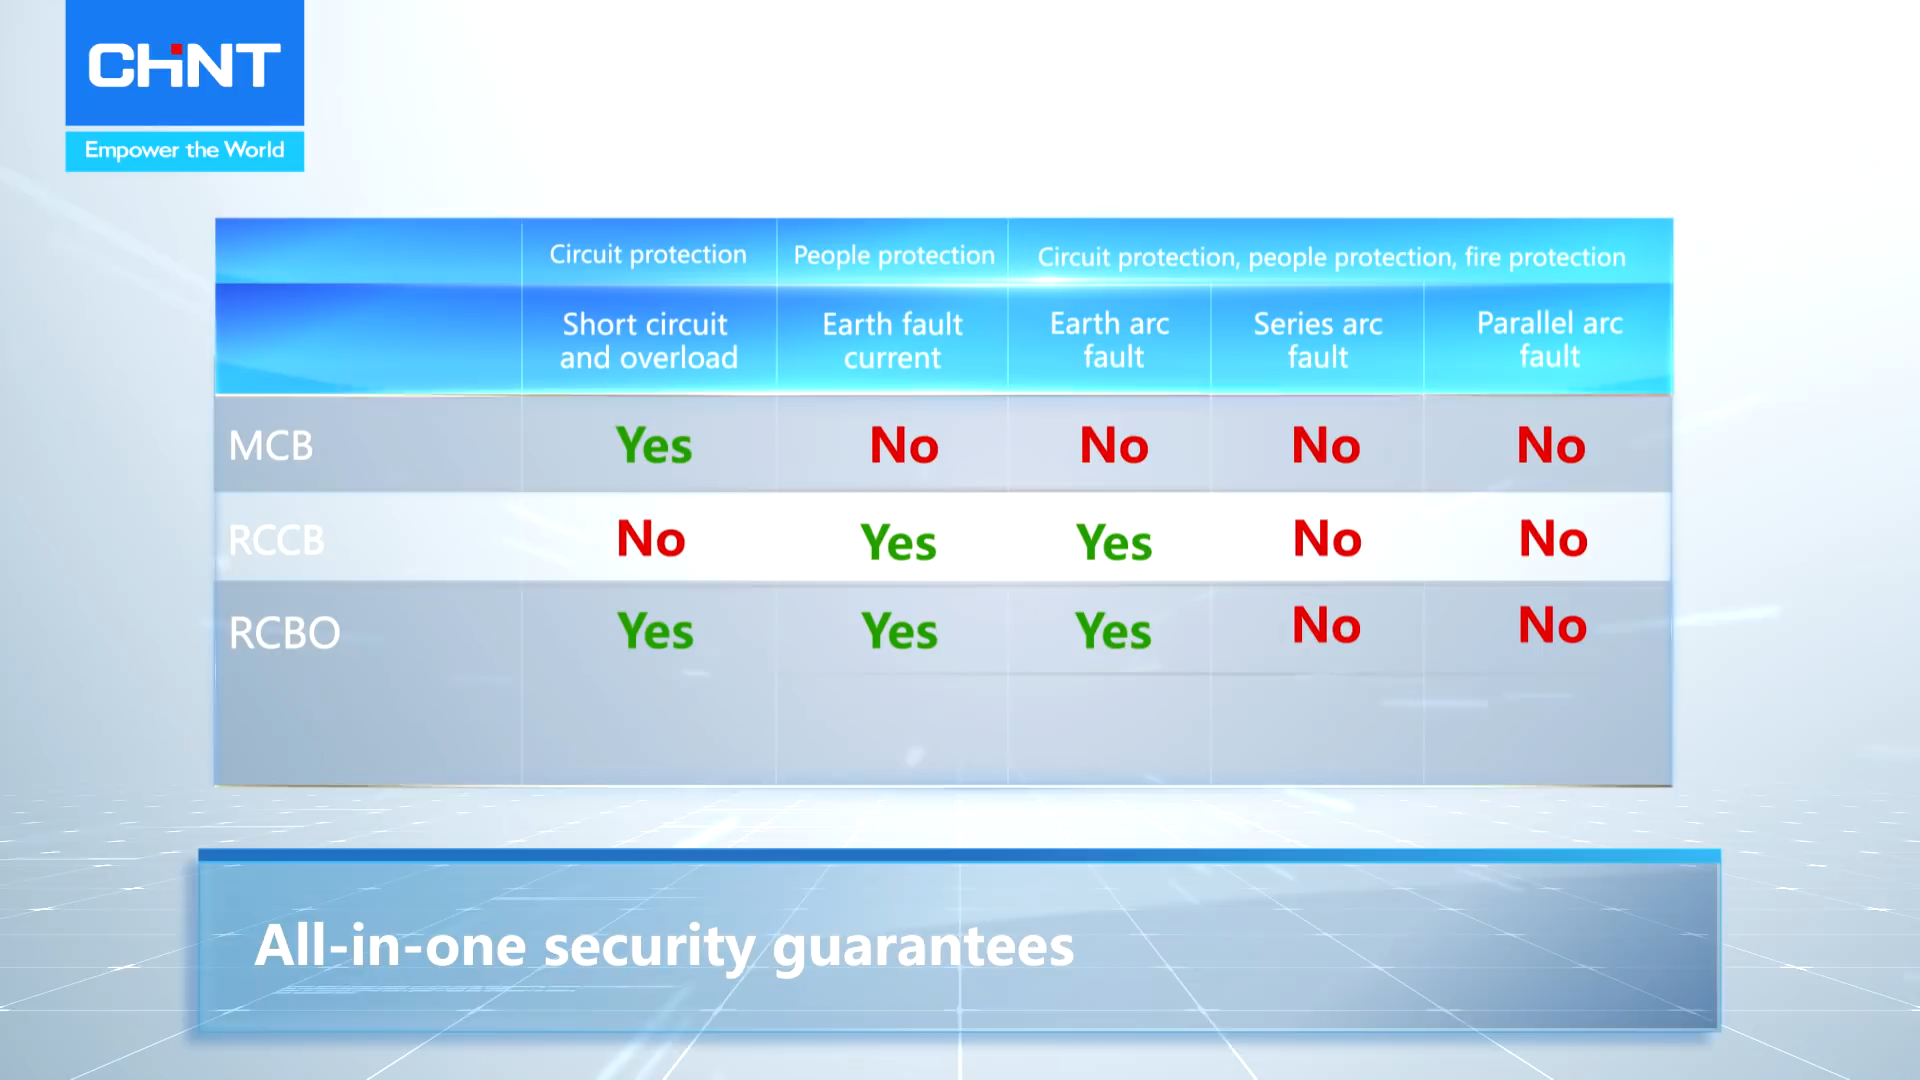 CHINT
Empower the World
Circuit protection People protection Circuit protection, people protection, fire protection
Short circuit and overload Earth fault current Earth arc fault Series arc fault Parallel arc fault
MCB Yes No No No No
RCCB No Yes Yes No No
RCBO Yes Yes Yes No No
All-in-one security guarantees